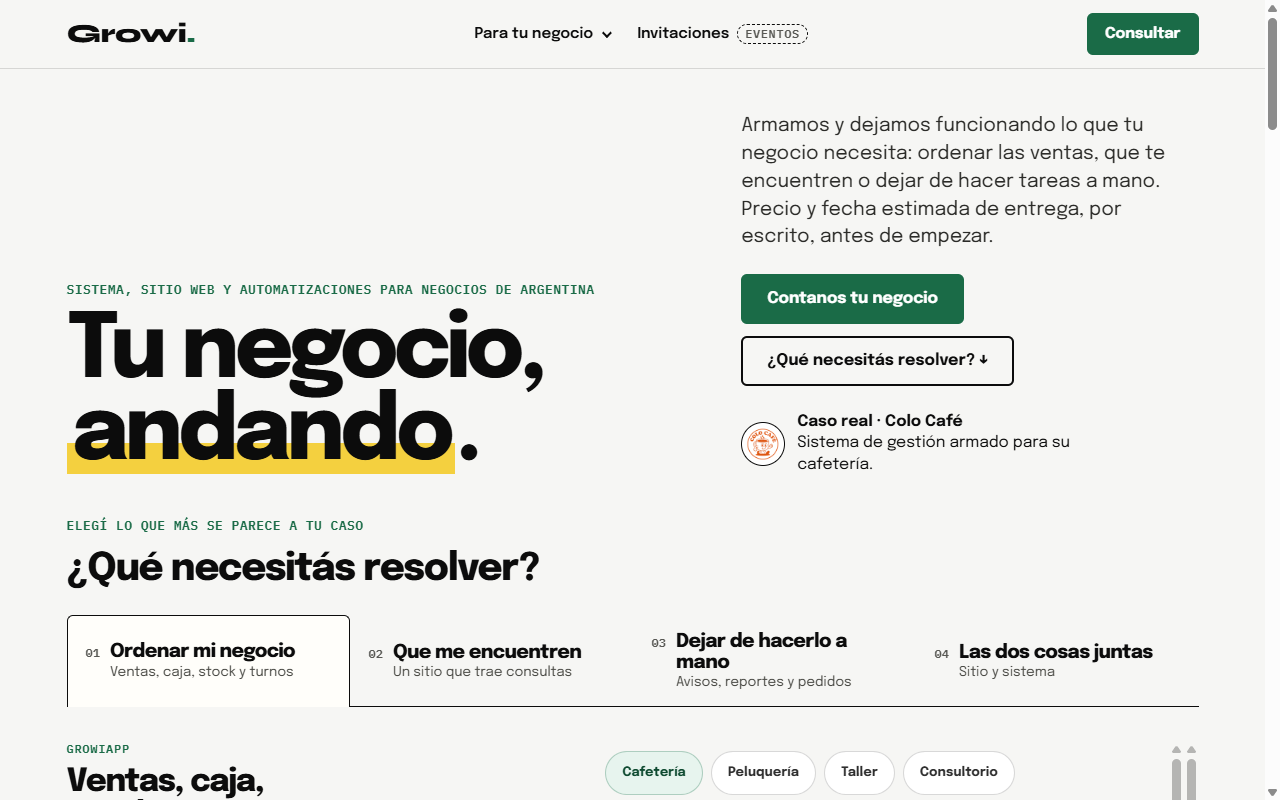 Growi.
Para tu negocio
Invitaciones EVENTOS
Consultar
Armamos y dejamos funcionando lo que tu
negocio necesita: ordenar las ventas, que te
encuentren o dejar de hacer tareas a mano.
Precio y fecha estimada de entrega, por
escrito, antes de empezar.
SISTEMA, SITIO WEB Y AUTOMATIZACIONES PARA NEGOCIOS DE ARGENTINA
Tu negocio,
andando.
Contanos tu negocio
¿Qué necesitás resolver? ↓
COLO CAFÉ
Caso real · Colo Café
Sistema de gestión armado para su
cafetería.
ELEGÍ LO QUE MÁS SE PARECE A TU CASO
¿Qué necesitás resolver?
01 Ordenar mi negocio
Ventas, caja, stock y turnos
02 Que me encuentren
Un sitio que trae consultas
03 Dejar de hacerlo a
mano
Avisos, reportes y pedidos
04 Las dos cosas juntas
Sitio y sistema
GROWIAPP
Ventas, caja,
Cafetería
Peluquería
Taller
Consultorio